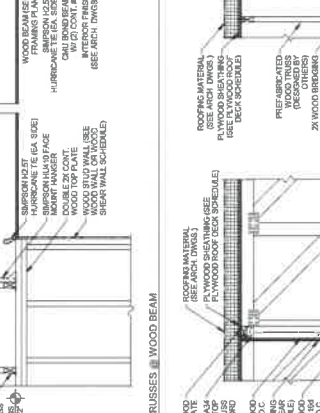 WOOD BEAM (SE
FRAMING PLAN
SIMPSON H2.5T
HURRICANE TIE (EA. SIDE)
CMU BOND BEAM
W/ (2) CONT. #
INTERIOR FINISH
(SEE ARCH. DWGS
SIMPSON H2.5T
HURRICANE TIE (EA. SIDE)
FACE
MOUNT HANGER
DOUBLE 2X CONT.
WOOD TOP PLATE
WOOD STUD WALL (SEE
WOOD WALL OR WOOD
SHEAR WALL SCHEDULE)
RUSSES @ WOOD BEAM
ROOFING MATERIAL
(SEE ARCH. DWGS.)
PLYWOOD SHEATHING
(SEE PLYWOOD ROOF
DECK SCHEDULE)
PREFABRICATED
WOOD TRUSS
(DESIGNED BY
OTHERS)
2X WOOD BRIDGING
ROOFING MATERIAL
(SEE ARCH. DWGS.)
PLYWOOD SHEATHING (SEE
PLYWOOD ROOF DECK SCHEDULE)